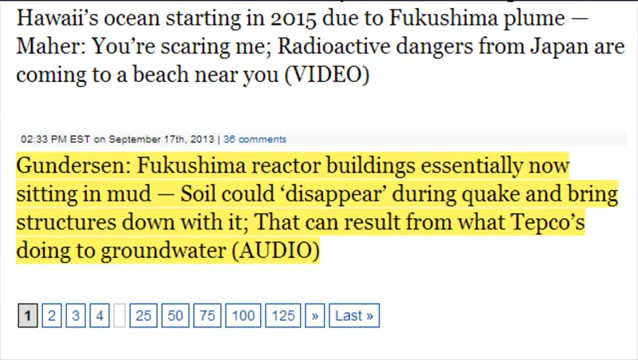 Hawaii’s ocean starting in 2015 due to Fukushima plume —
Maher: You’re scaring me; Radioactive dangers from Japan are
coming to a beach near you (VIDEO)
02:33 PM EST on September 17th, 2013 | 36 comments
Gundersen: Fukushima reactor buildings essentially now
sitting in mud — Soil could ‘disappear’ during quake and bring
structures down with it; That can result from what Tepco’s
doing to groundwater (AUDIO)
1 2 3 4 25 50 75 100 125 » Last »